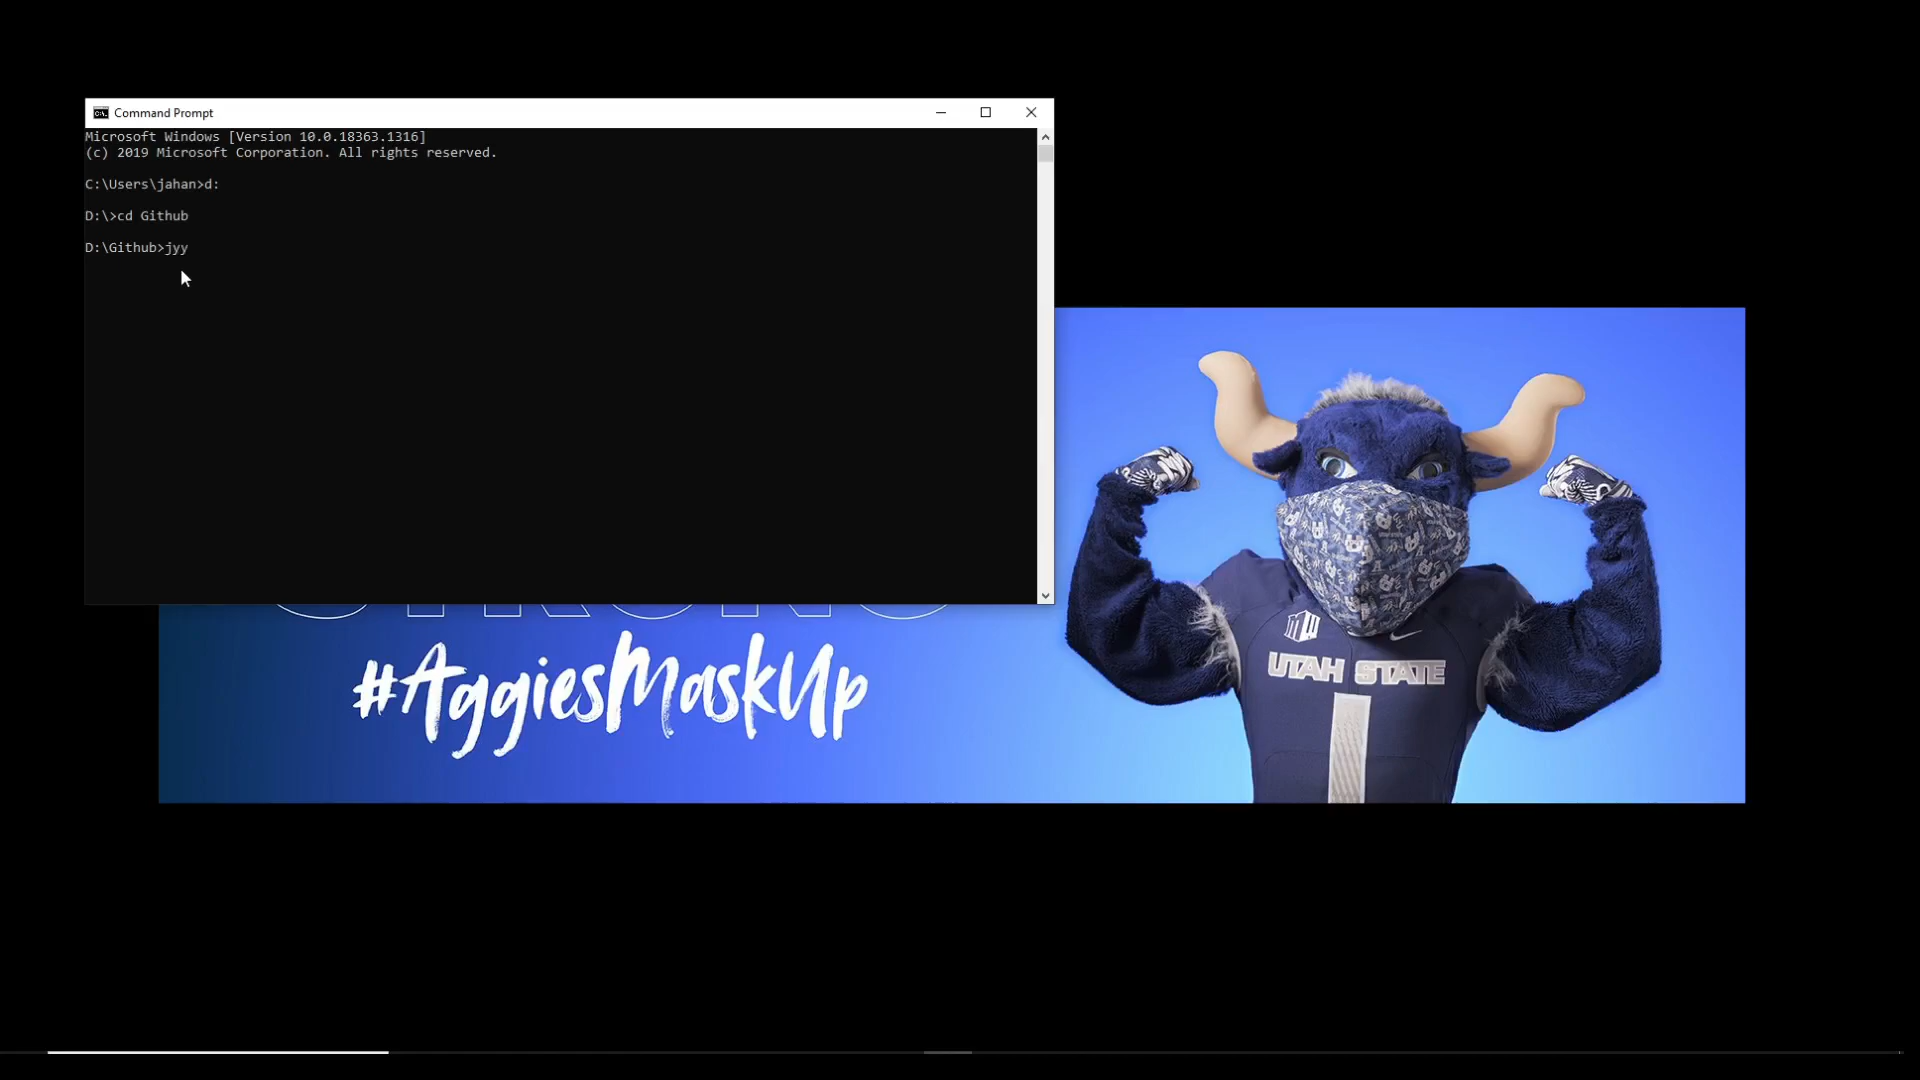 Command Prompt
Microsoft Windows [Version 10.0.18363.1316]
(c) 2019 Microsoft Corporation. All rights reserved.
C:\Users\jahan>d:
D:\>cd Github
D:\Github>jyy
#AggiesMaskUp
UTAH STATE
1